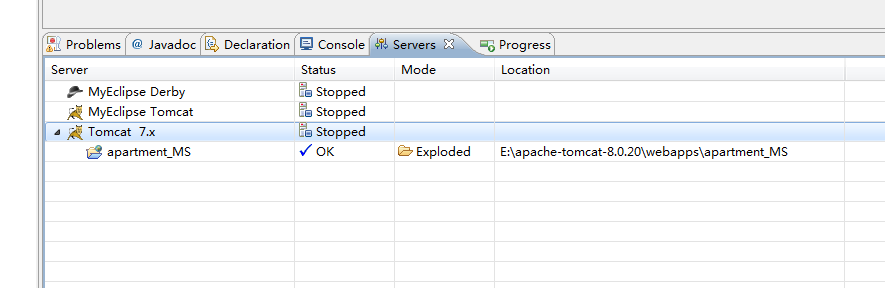 Problems @ Javadoc Declaration Console Servers Progress
Server Status Mode Location
MyEclipse Derby Stopped
MyEclipse Tomcat Stopped
Tomcat 7.x Stopped
apartment_MS OK Exploded E:\apache-tomcat-8.0.20\webapps\apartment_MS